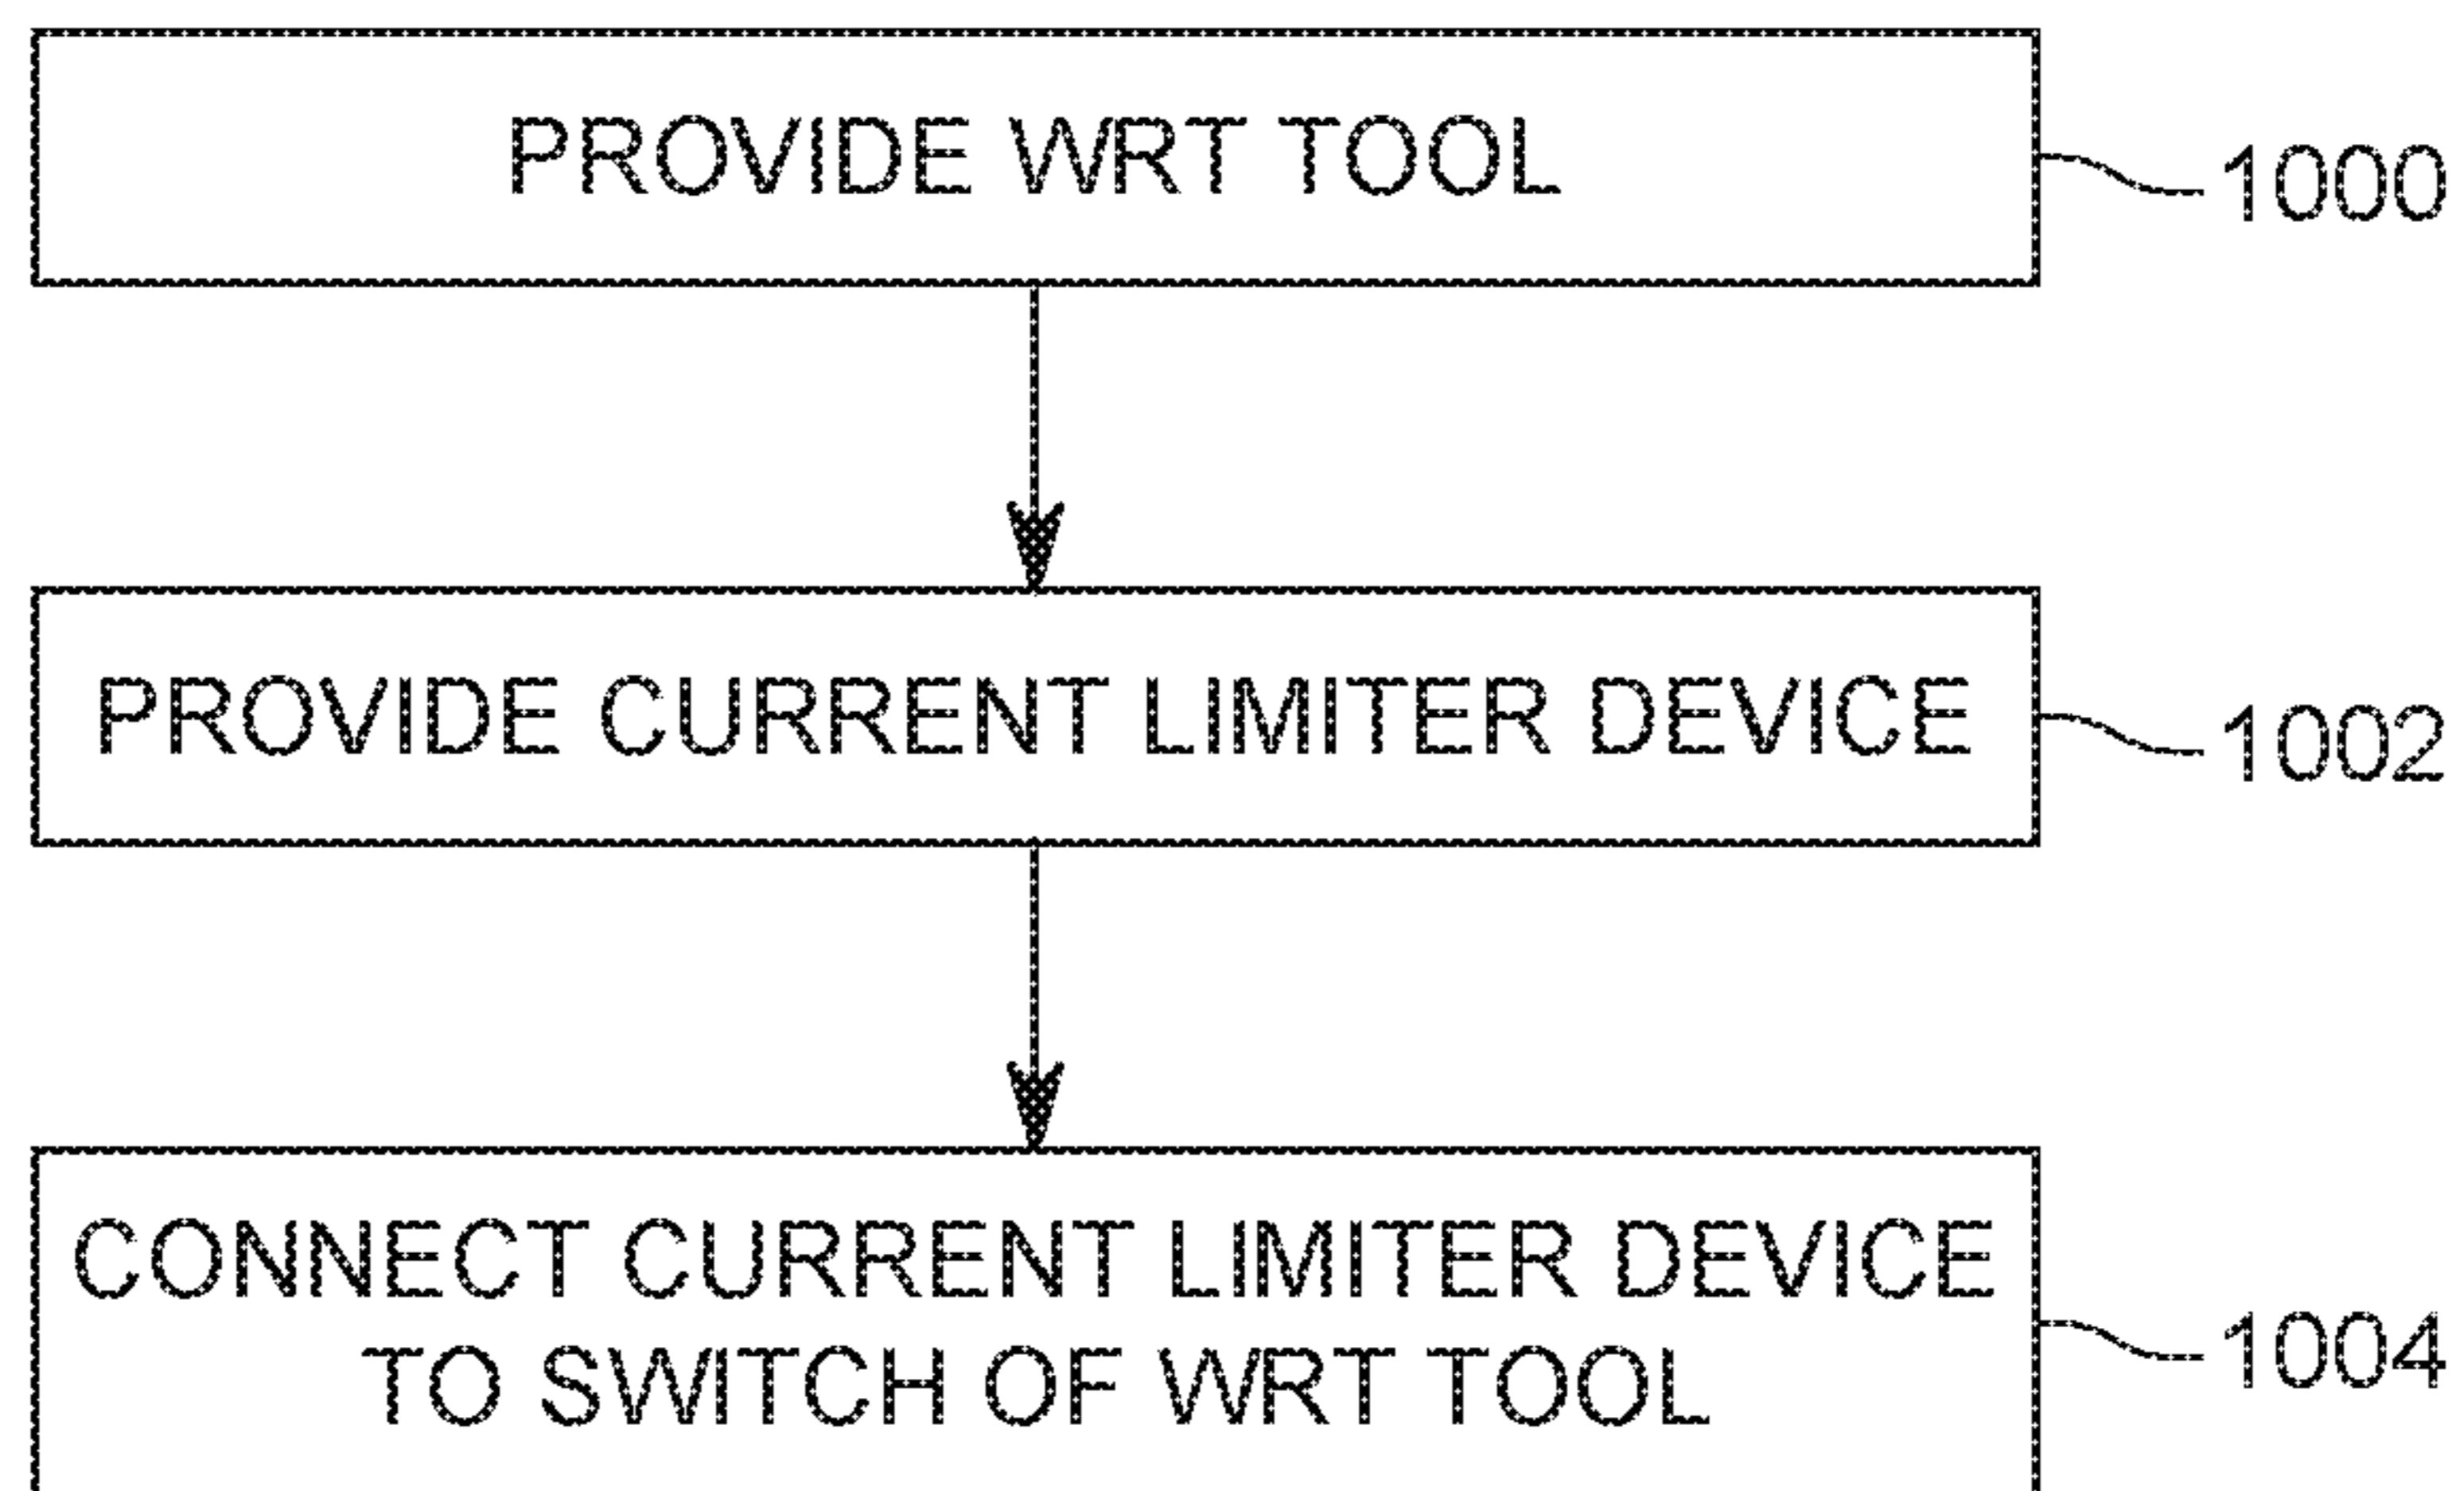 PROVIDE WRT TOOL
1000
PROVIDE CURRENT LIMITER DEVICE
1002
CONNECT CURRENT LIMITER DEVICE
TO SWITCH OF WRT TOOL
1004